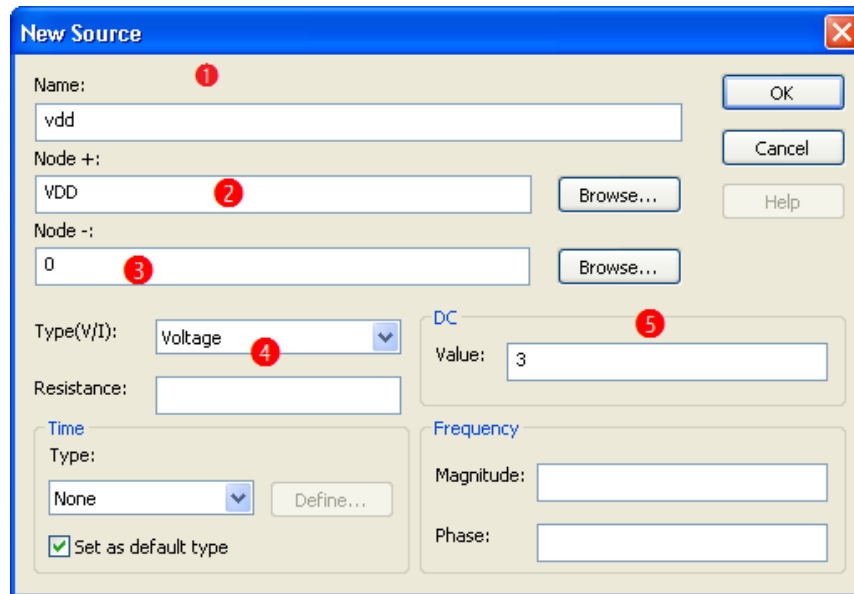 New Source
Name:
1
OK
vdd
Node +:
Cancel
VDD
2
Browse...
Help
Node -:
0
3
Browse...
Type(V/I):
Voltage
4
DC
5
Value:
3
Resistance:
Time
Type:
None
Define...
Set as default type
Frequency
Magnitude:
Phase: